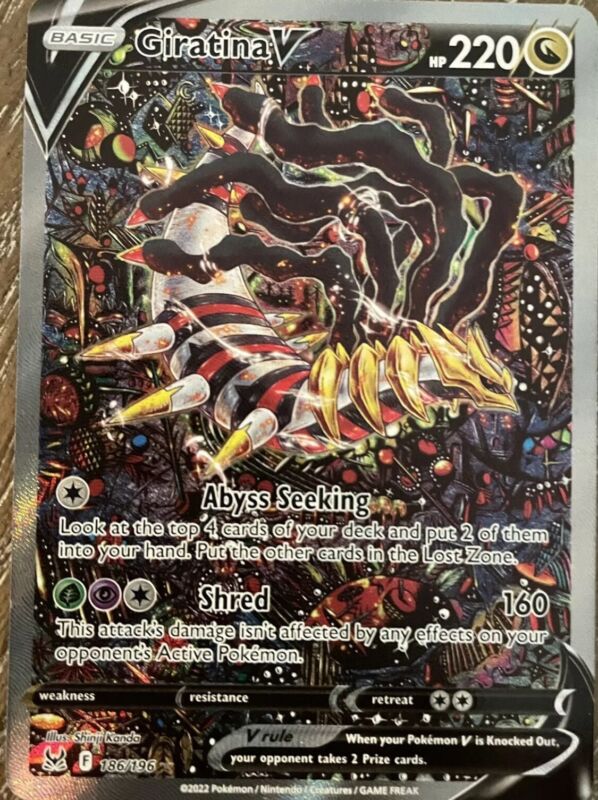 BASIC Giratina V HP 220
Abyss Seeking
Look at the top 4 cards of your deck and put 2 of them
into your hand. Put the other cards in the Lost Zone.
Shred 160
This attack's damage isn't affected by any effects on your
opponent's Active Pokémon.
weakness resistance retreat
Illus. Shinji Kanda
V rule When your Pokémon V is Knocked Out,
your opponent takes 2 Prize cards.
F 186/196
©2022 Pokémon / Nintendo / Creatures / GAME FREAK